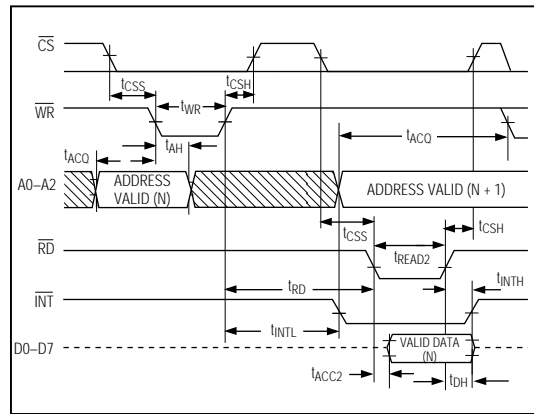 CS
tCSS
tWR
tCSH
WR
tACQ
tAH
tACQ
A0–A2
ADDRESS
VALID (N)
ADDRESS VALID (N + 1)
tCSS
tREAD2
tCSH
RD
tRD
tINTH
INT
tINTL
D0–D7
VALID DATA
(N)
tACC2
tDH